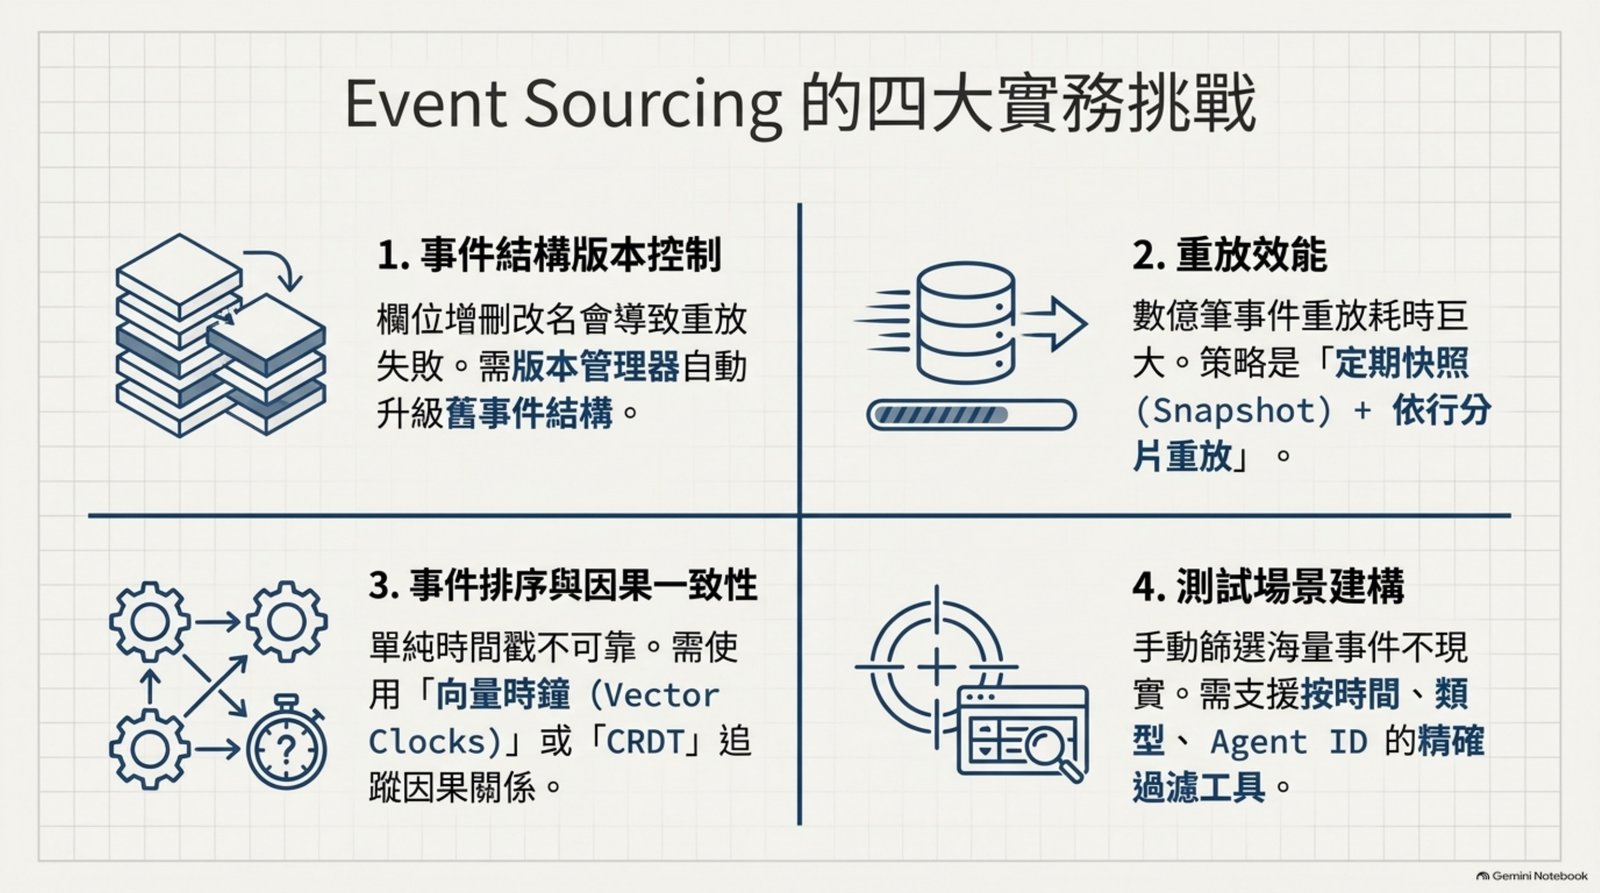 Event Sourcing 的四大實務挑戰
1. 事件結構版本控制
欄位增刪改名會導致重放
失敗。需版本管理器自動
升級舊事件結構。
2. 重放效能
數億筆事件重放耗時巨
大。策略是「定期快照
(Snapshot) + 依行分
片重放」。
3. 事件排序與因果一致性
單純時間戳不可靠。需使
用「向量時鐘 (Vector
Clocks)」或「CRDT」追
蹤因果關係。
?
4. 測試場景建構
手動篩選海量事件不現
實。需支援按時間、類
型、 Agent ID 的精確
過濾工具。
Gemini Notebook